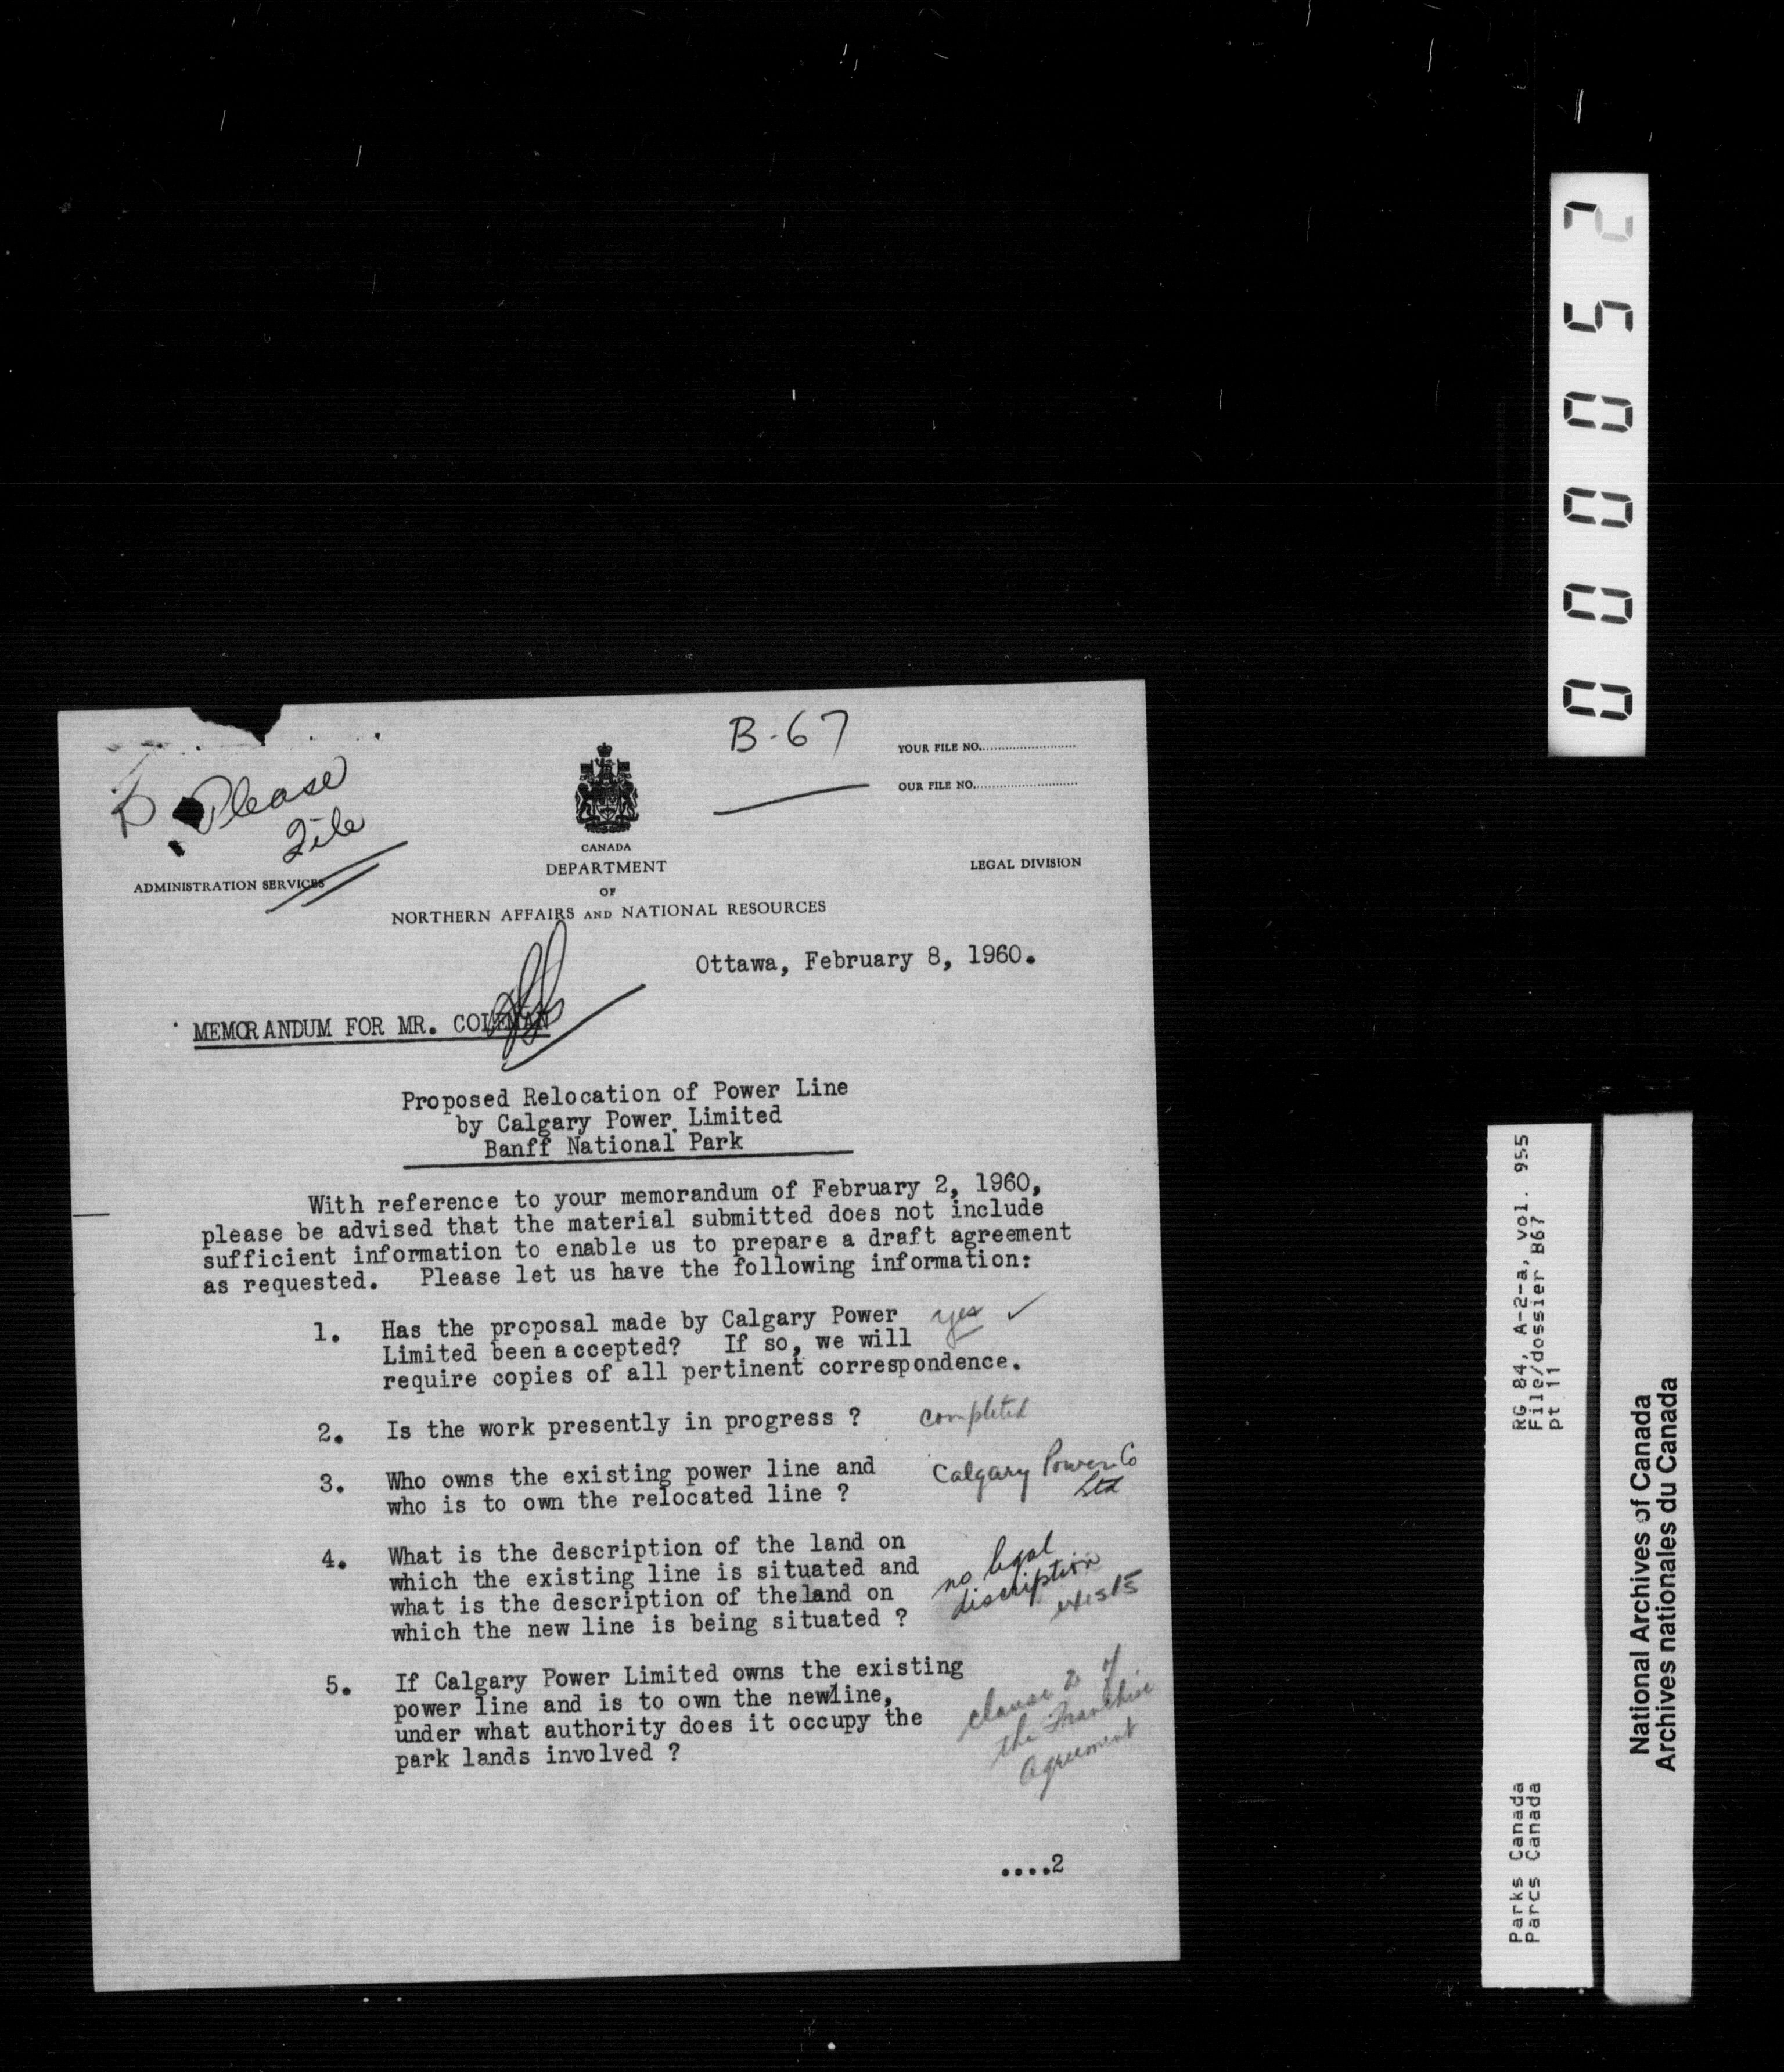 B-67
YOUR FILE NO.
OUR FILE NO.
Please
File
CANADA
DEPARTMENT
OF
NORTHERN AFFAIRS AND NATIONAL RESOURCES
ADMINISTRATION SERVICES
LEGAL DIVISION
Ottawa, February 8, 1960.
MEMORANDUM FOR MR. COLEMAN
Proposed Relocation of Power Line
by Calgary Power Limited
Banff National Park
With reference to your memorandum of February 2, 1960,
please be advised that the material submitted does not include
sufficient information to enable us to prepare a draft agreement
as requested. Please let us have the following information:
1. Has the proposal made by Calgary Power
Limited been accepted? If so, we will
require copies of all pertinent correspondence.
yes ✓
2. Is the work presently in progress ?
completed
3. Who owns the existing power line and
who is to own the relocated line ?
Calgary Power Co
Ltd
4. What is the description of the land on
which the existing line is situated and
what is the description of the land on
which the new line is being situated ?
no legal
discription
exists
5. If Calgary Power Limited owns the existing
power line and is to own the newline,
under what authority does it occupy the
park lands involved ?
clause 2 of
the Franchise
Agreement
....2
000052
RG 84, A-2-a, vol. 955
File/dossier B67
pt 11
Parks Canada
Parcs Canada
National Archives of Canada
Archives nationales du Canada